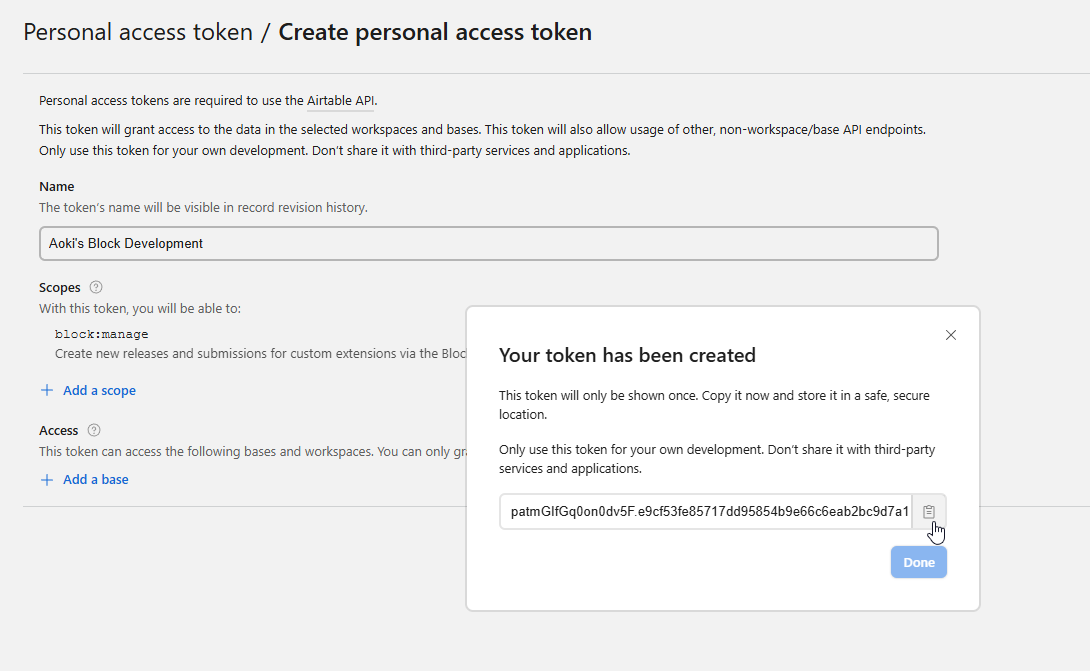 Personal access token / Create personal access token
Personal access tokens are required to use the Airtable API.
This token will grant access to the data in the selected workspaces and bases. This token will also allow usage of other, non-workspace/base API endpoints.
Only use this token for your own development. Don't share it with third-party services and applications.
Name
The token's name will be visible in record revision history.
Aoki's Block Development
Scopes ?
With this token, you will be able to:
block:manage
Create new releases and submissions for custom extensions via the Bloc
+ Add a scope
Access ?
This token can access the following bases and workspaces. You can only gra
+ Add a base
Your token has been created
This token will only be shown once. Copy it now and store it in a safe, secure
location.
Only use this token for your own development. Don't share it with third-party
services and applications.
patmGlfGq0on0dv5F.e9cf53fe85717dd95854b9e66c6eab2bc9d7a1
Done